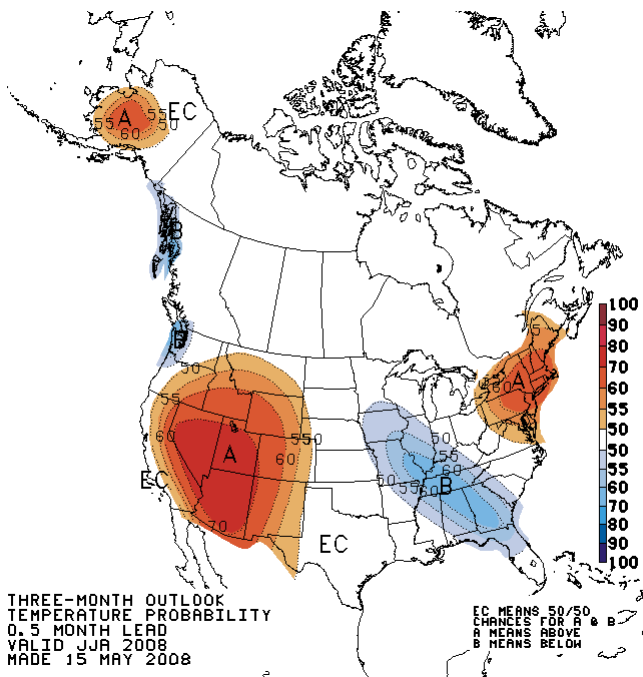 A
EC
55
55
60
50
B
B
50
55
60
A
550
60
EC
70
EC
50
55
60
50
55
60
B
5
A
55
60
100
90
80
70
60
55
50
50
55
60
70
80
90
100
THREE-MONTH OUTLOOK
TEMPERATURE PROBABILITY
0.5 MONTH LEAD
VALID JJA 2008
MADE 15 MAY 2008
EC MEANS 50/50
CHANCES FOR A & B
A MEANS ABOVE
B MEANS BELOW